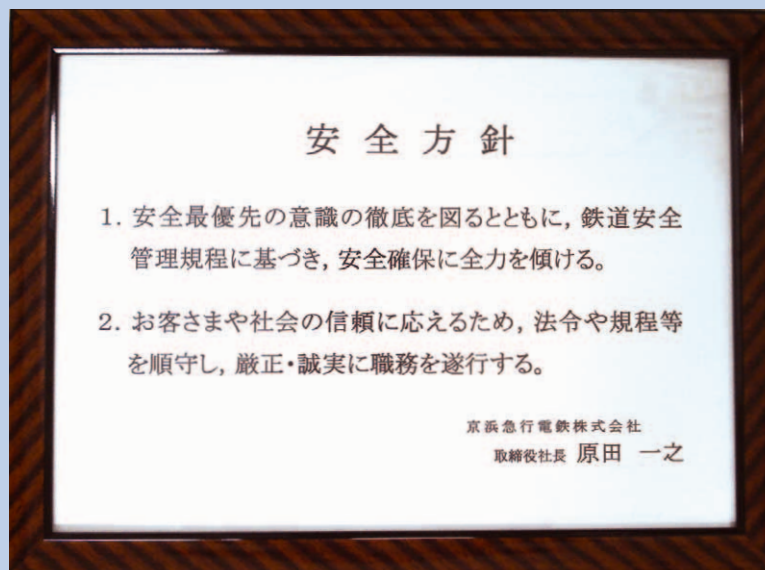 安全方針
1. 安全最優先の意識の徹底を図るとともに, 鉄道安全
管理規程に基づき, 安全確保に全力を傾ける。
2. お客さまや社会の信頼に応えるため, 法令や規程等
を順守し, 厳正・誠実に職務を遂行する。
京浜急行電鉄株式会社
取締役社長 原田 一之